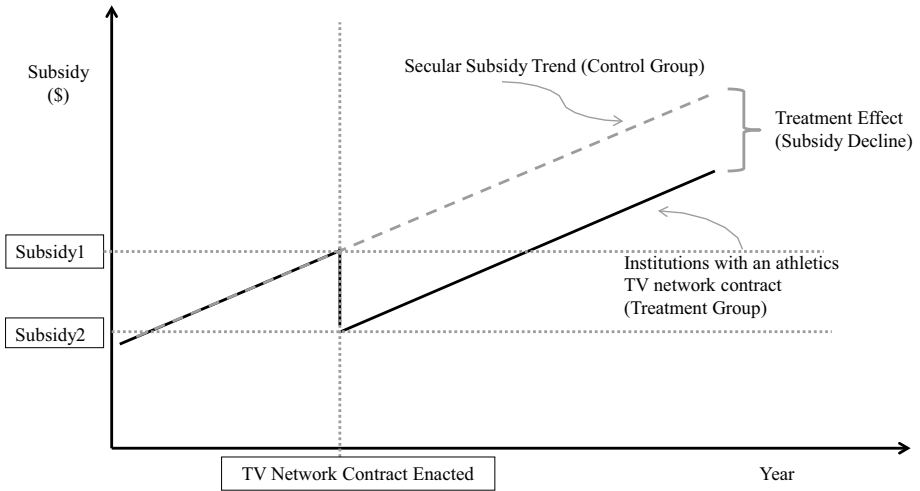 Subsidy
($)
Secular Subsidy Trend (Control Group)
Treatment Effect
(Subsidy Decline)
Subsidy1
Institutions with an athletics
TV network contract
(Treatment Group)
Subsidy2
TV Network Contract Enacted
Year